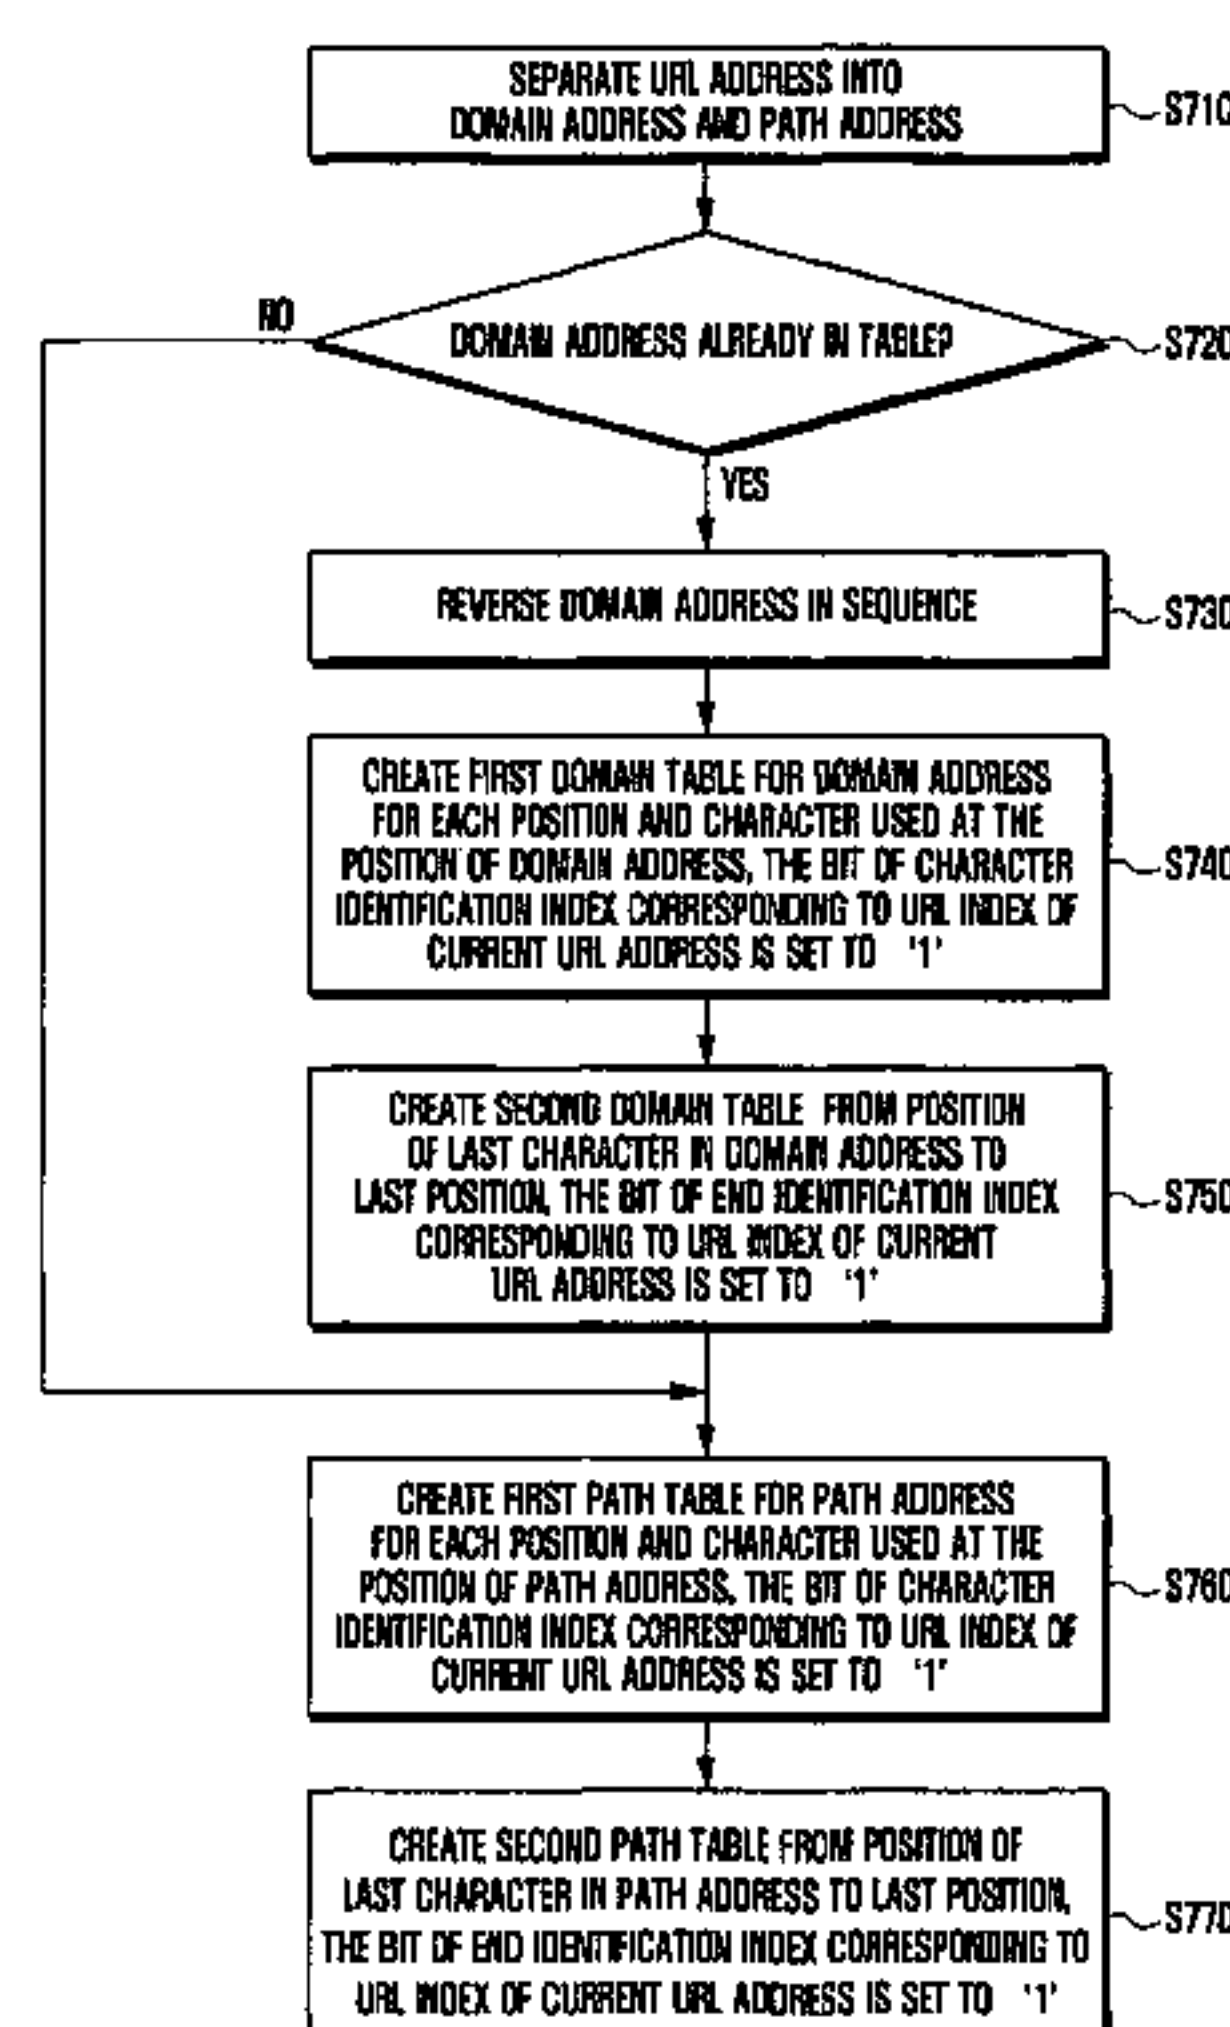 SEPARATE URL ADDRESS INTO
DOMAIN ADDRESS AND PATH ADDRESS
S710
NO
DOMAIN ADDRESS ALREADY IN TABLE?
S720
YES
REVERSE DOMAIN ADDRESS IN SEQUENCE
S730
CREATE FIRST DOMAIN TABLE FOR DOMAIN ADDRESS
FOR EACH POSITION AND CHARACTER USED AT THE
POSITION OF DOMAIN ADDRESS, THE BIT OF CHARACTER
IDENTIFICATION INDEX CORRESPONDING TO URL INDEX OF
CURRENT URL ADDRESS IS SET TO '1'
S740
CREATE SECOND DOMAIN TABLE FROM POSITION
OF LAST CHARACTER IN DOMAIN ADDRESS TO
LAST POSITION, THE BIT OF END IDENTIFICATION INDEX
CORRESPONDING TO URL INDEX OF CURRENT
URL ADDRESS IS SET TO '1'
S750
CREATE FIRST PATH TABLE FOR PATH ADDRESS
FOR EACH POSITION AND CHARACTER USED AT THE
POSITION OF PATH ADDRESS, THE BIT OF CHARACTER
IDENTIFICATION INDEX CORRESPONDING TO URL INDEX OF
CURRENT URL ADDRESS IS SET TO '1'
S760
CREATE SECOND PATH TABLE FROM POSITION OF
LAST CHARACTER IN PATH ADDRESS TO LAST POSITION,
THE BIT OF END IDENTIFICATION INDEX CORRESPONDING TO
URL INDEX OF CURRENT URL ADDRESS IS SET TO '1'
S770